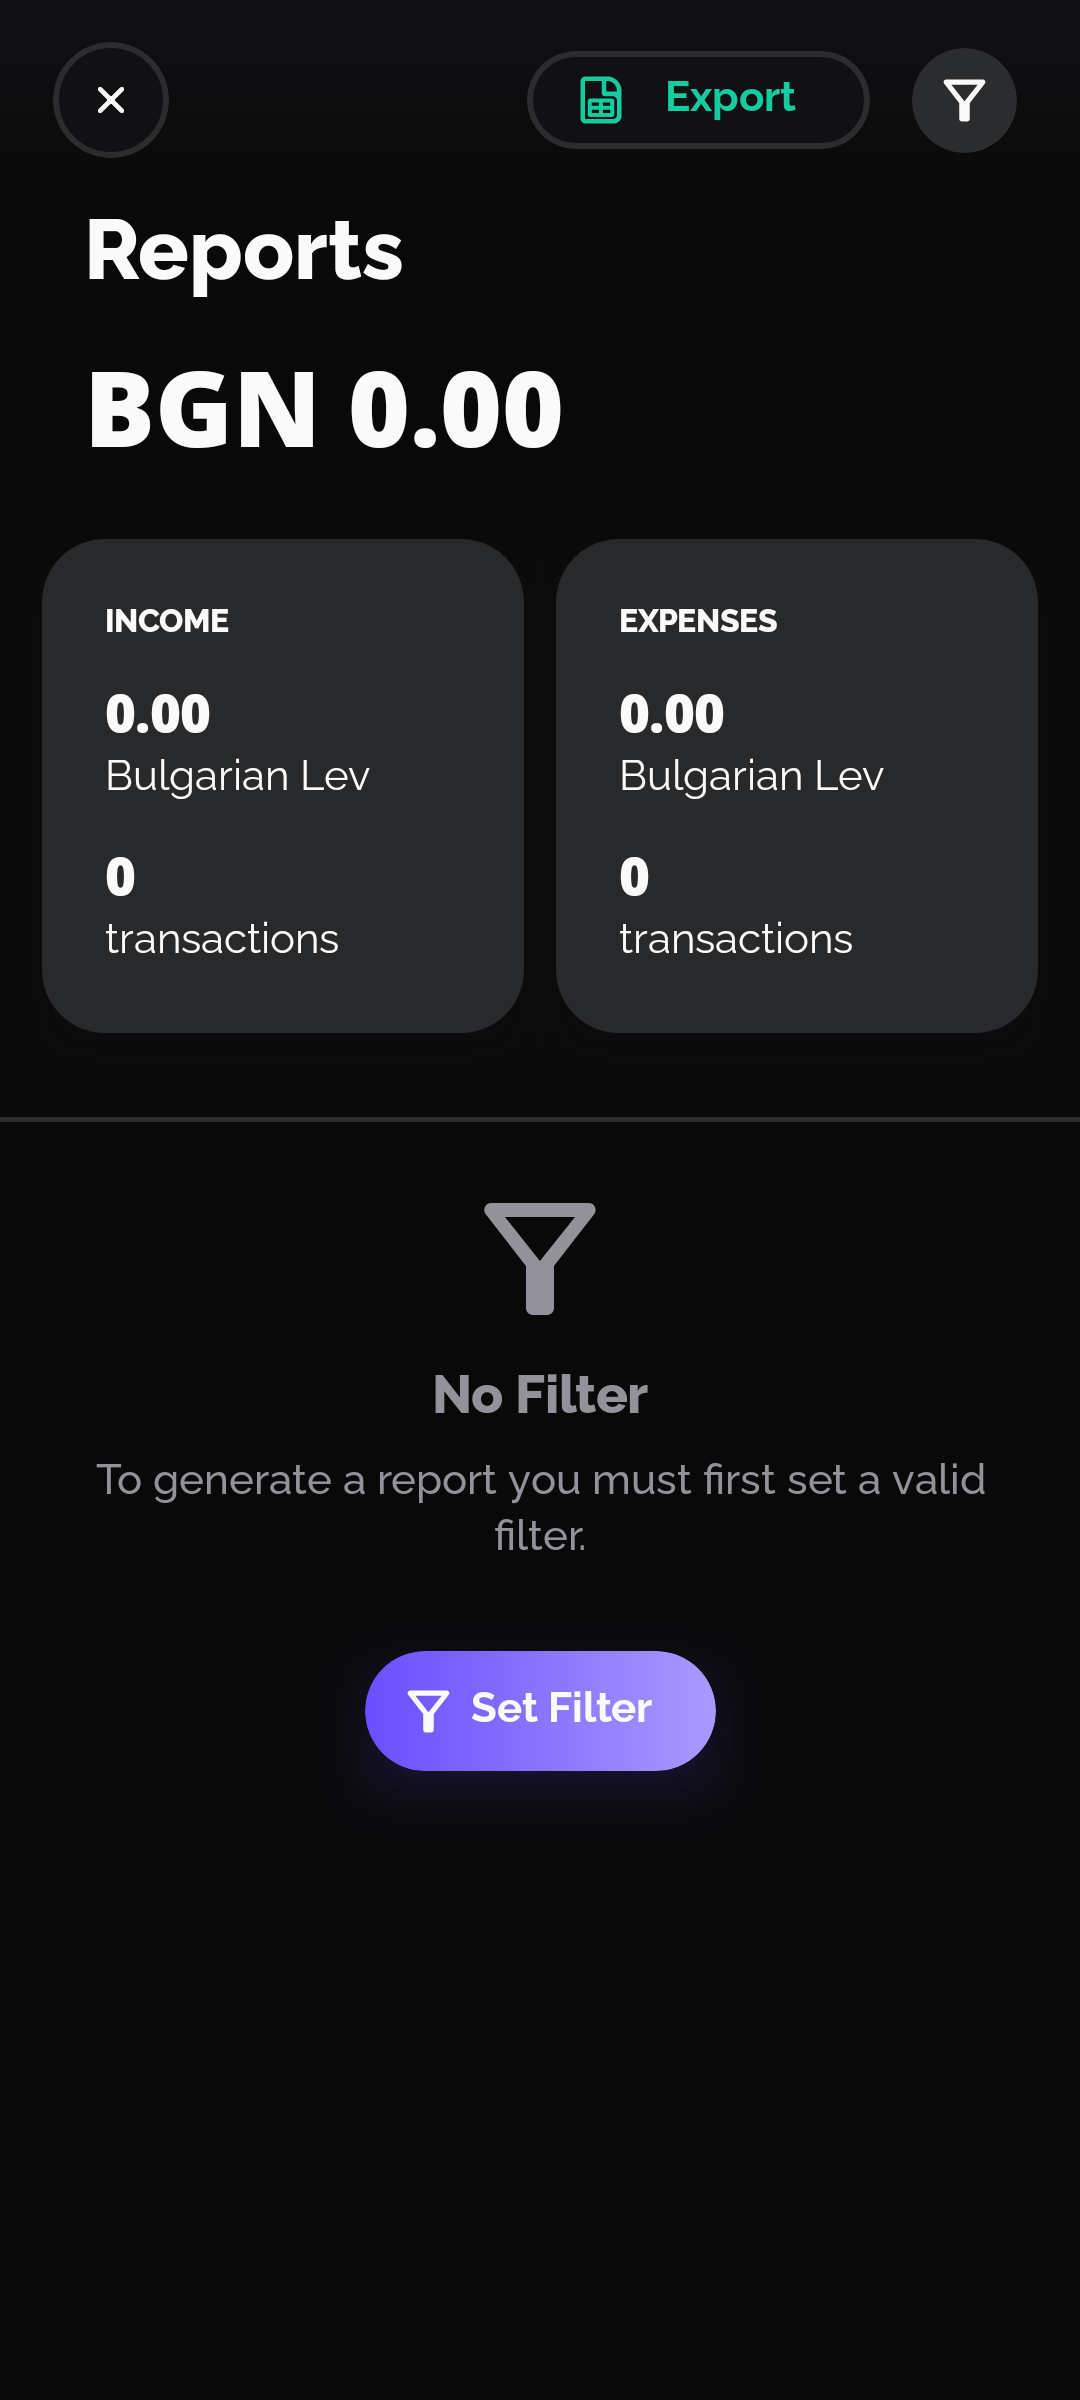 Export
Reports
BGN 0.00
INCOME
0.00
Bulgarian Lev
0
transactions
EXPENSES
0.00
Bulgarian Lev
0
transactions
No Filter
To generate a report you must first set a valid
filter.
Set Filter